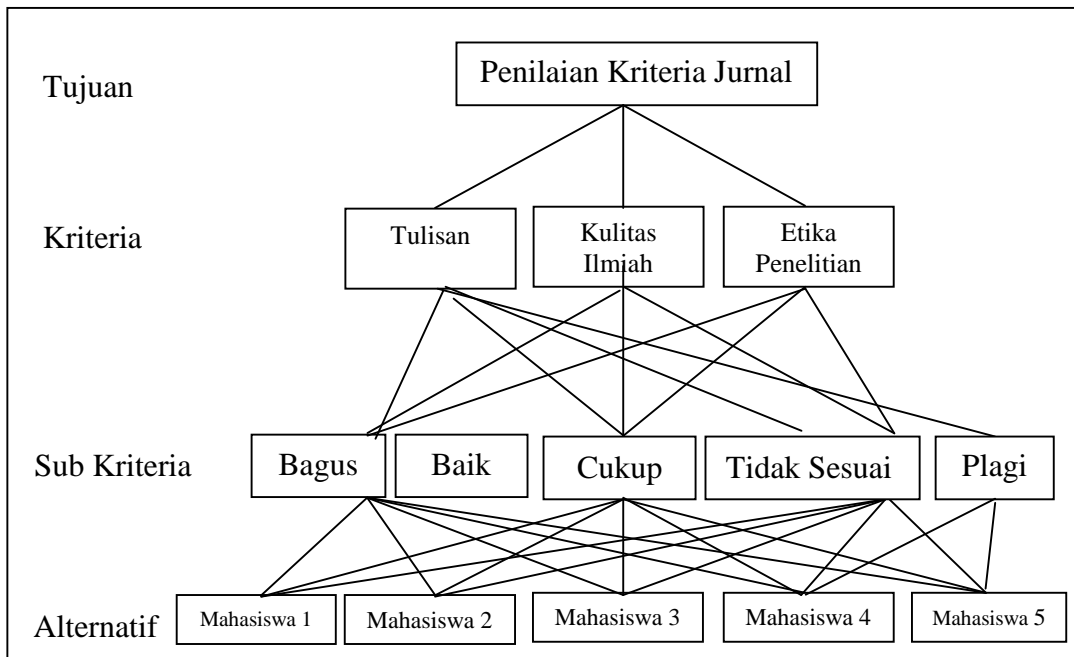 Tujuan
Penilaian Kriteria Jurnal
Kriteria
Tulisan
Kulitas
Ilmiah
Etika
Penelitian
Sub Kriteria
Bagus
Baik
Cukup
Tidak Sesuai
Plagi
Alternatif
Mahasiswa 1
Mahasiswa 2
Mahasiswa 3
Mahasiswa 4
Mahasiswa 5